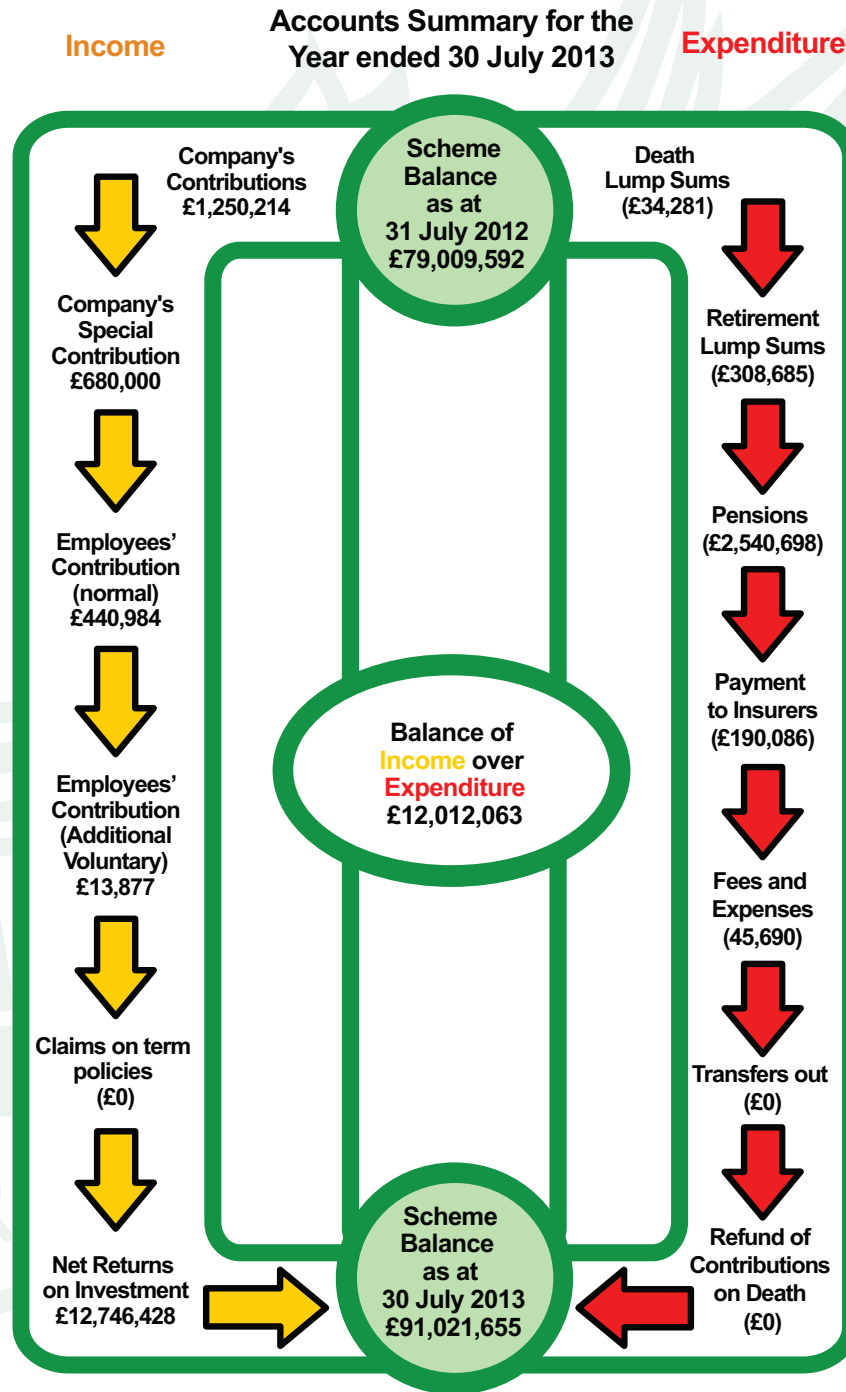 Accounts Summary for the
Year ended 30 July 2013
Income
Expenditure
Company's
Contributions
£1,250,214
Company's
Special
Contribution
£680,000
Employees’
Contribution
(normal)
£440,984
Employees’
Contribution
(Additional
Voluntary)
£13,877
Claims on term
policies
(£0)
Net Returns
on Investment
£12,746,428
Scheme
Balance
as at
31 July 2012
£79,009,592
Balance of
Income over
Expenditure
£12,012,063
Scheme
Balance
as at
30 July 2013
£91,021,655
Death
Lump Sums
(£34,281)
Retirement
Lump Sums
(£308,685)
Pensions
(£2,540,698)
Payment
to Insurers
(£190,086)
Fees and
Expenses
(45,690)
Transfers out
(£0)
Refund of
Contributions
on Death
(£0)